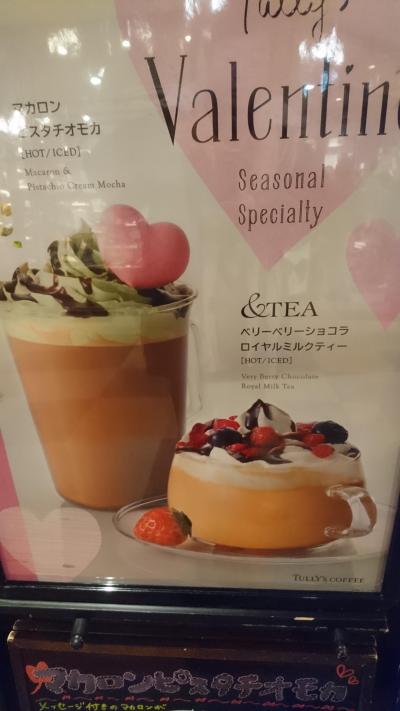 Tully's
Valentin
Seasonal
Specialty
マカロン
ピスタチオモカ
[HOT/ICED]
Macaron &
Pistachio Cream Mocha
&TEA
ベリーベリーショコラ
ロイヤルミルクティー
[HOT/ICED]
Very Berry Chocolate
Royal Milk Tea
TULLY'S COFFEE
マカロンピスタチオモカ
メッセージ付きのマカロンが